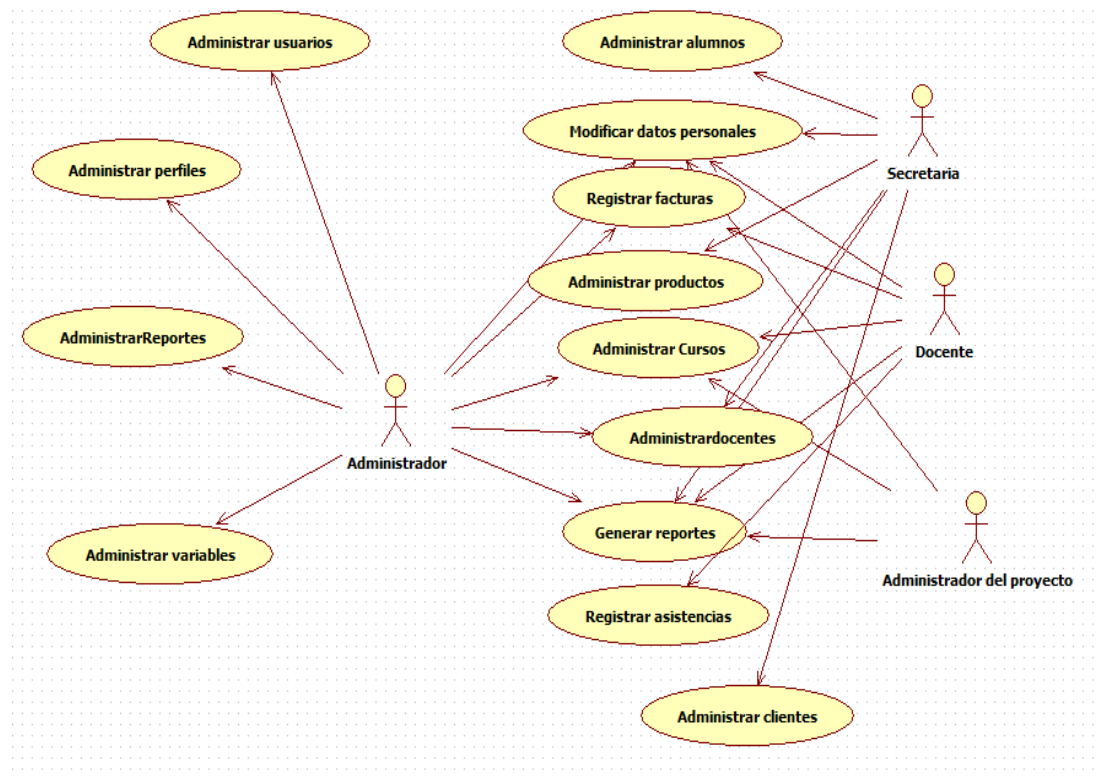 Administrar usuarios
Administrar alumnos
Modificar datos personales
Administrar perfiles
Secretaria
Registrar facturas
Administrar productos
AdministrarReportes
Administrar Cursos
Docente
Administrardocentes
Administrador
Generar reportes
Administrar variables
Administrador del proyecto
Registrar asistencias
Administrar clientes